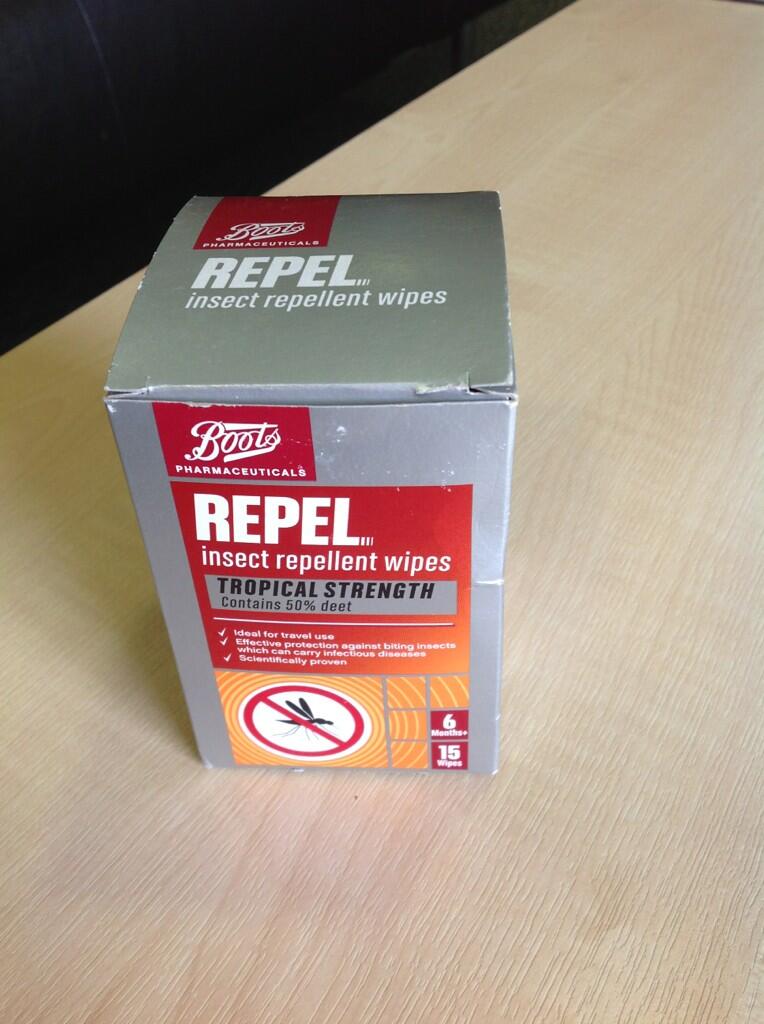 Boots
PHARMACEUTICALS
REPEL...
insect repellent wipes
Boots
PHARMACEUTICALS
REPEL...
insect repellent wipes
TROPICAL STRENGTH
Contains 50% deet
✓ Ideal for travel use
✓ Effective protection against biting insects
which can carry infectious diseases
✓ Scientifically proven
6
Months+
15
Wipes